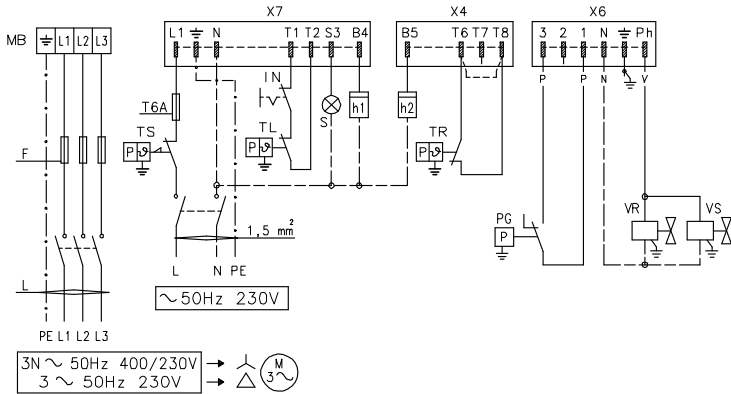 X7 X4 X6
MB L1 L2 L3
L1 N T1 T2 S3 B4
B5 T6 T7 T8
3 2 1 N Ph
P P N V
IN
T6A
h1 h2
S
TS TL TR
P ϑ P ϑ P ϑ
F
PG
P
VR VS
1,5 mm²
L N PE
L
~ 50Hz 230V
PE L1 L2 L3
3N ~ 50Hz 400/230V
3 ~ 50Hz 230V
M
3~